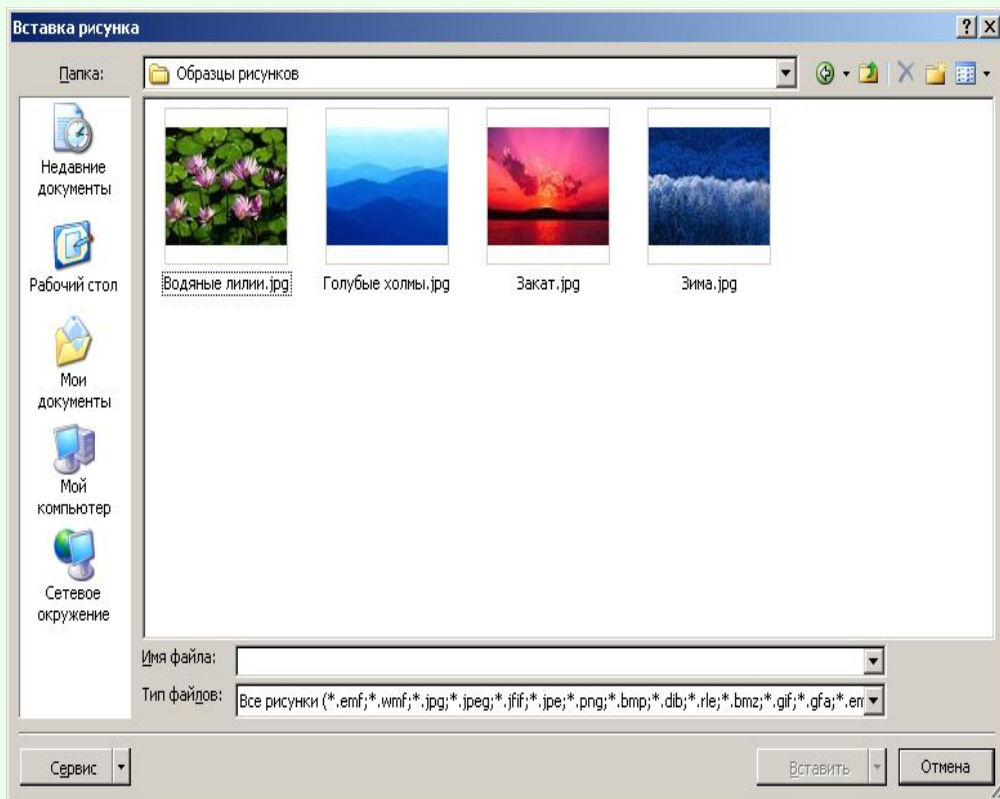 Вставка рисунка
Папка:
Образцы рисунков
Недавние
документы
Рабочий стол
Мои
документы
Мой
компьютер
Сетевое
окружение
Водяные лилии.jpg
Голубые холмы.jpg
Закат.jpg
Зима.jpg
Имя файла:
Тип файлов:
Все рисунки (*.emf;*.wmf;*.jpg;*.jpeg;*.jfif;*.jpe;*.png;*.bmp;*.dib;*.rle;*.bmz;*.gif;*.gfa;*.em
Сервис
Вставить
Отмена